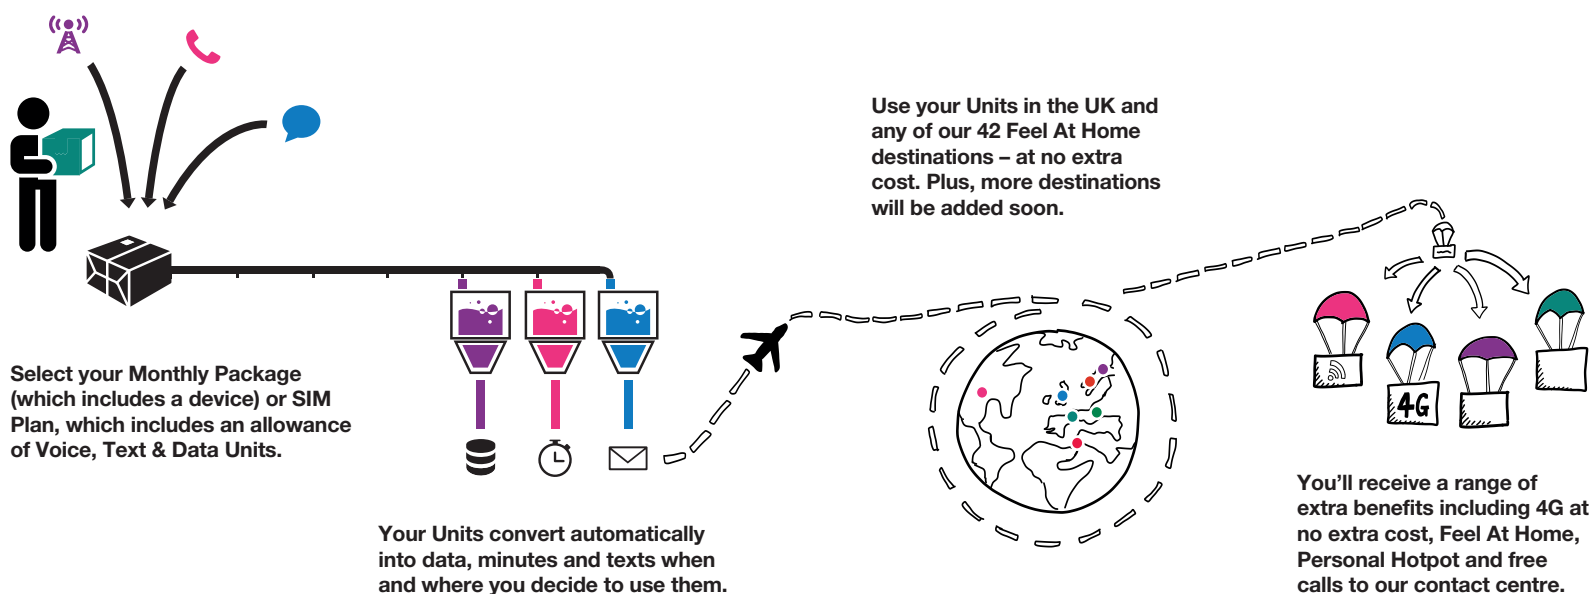 Select your Monthly Package
(which includes a device) or SIM
Plan, which includes an allowance
of Voice, Text & Data Units.
Your Units convert automatically
into data, minutes and texts when
and where you decide to use them.
Use your Units in the UK and
any of our 42 Feel At Home
destinations – at no extra
cost. Plus, more destinations
will be added soon.
4G
You’ll receive a range of
extra benefits including 4G at
no extra cost, Feel At Home,
Personal Hotpot and free
calls to our contact centre.